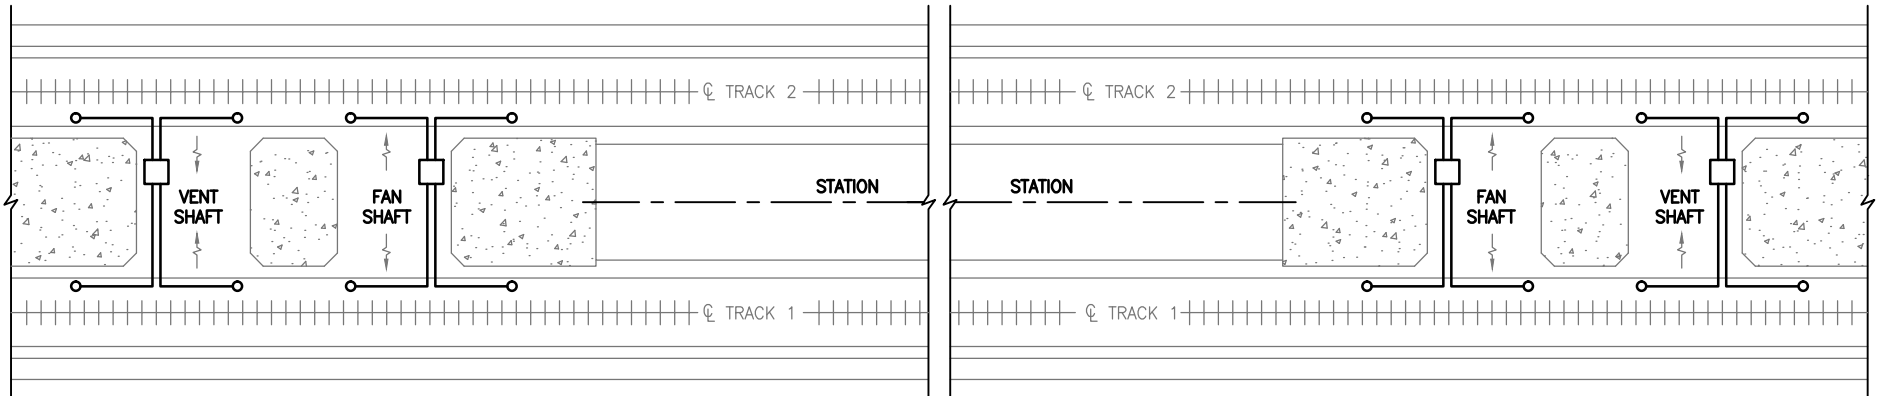 ℄ TRACK 2
℄ TRACK 2
STATION
STATION
VENT
SHAFT
FAN
SHAFT
FAN
SHAFT
VENT
SHAFT
℄ TRACK 1
℄ TRACK 1